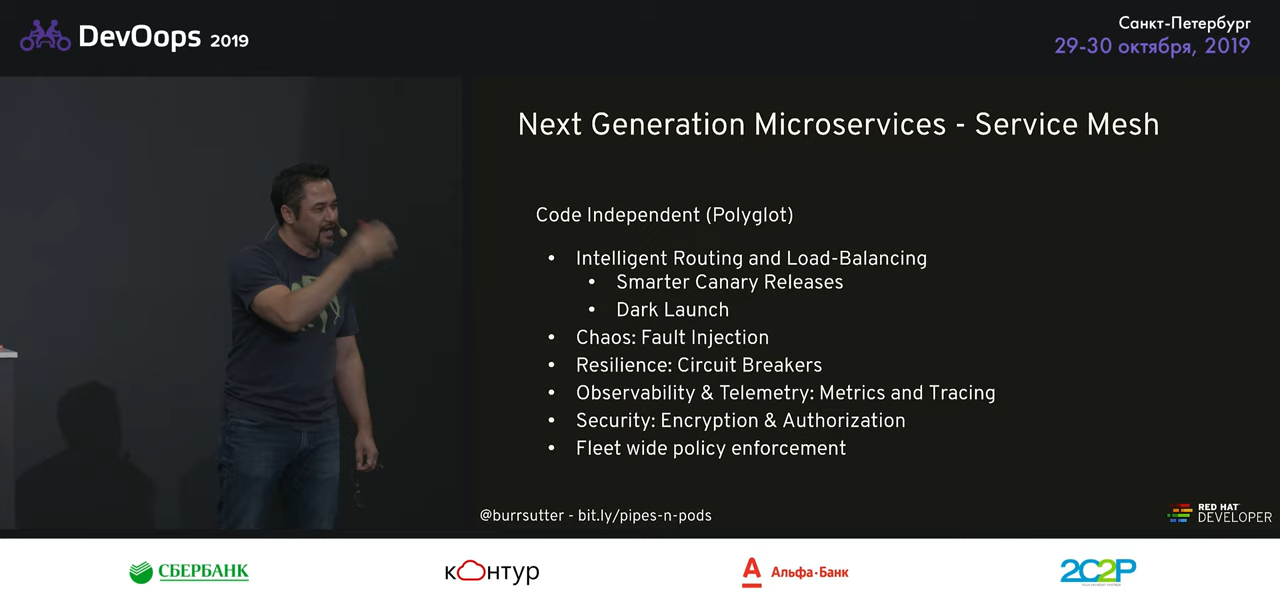 DevOops 2019
Санкт-Петербург
29-30 октября, 2019
Next Generation Microservices - Service Mesh
Code Independent (Polyglot)
• Intelligent Routing and Load-Balancing
• Smarter Canary Releases
• Dark Launch
• Chaos: Fault Injection
• Resilience: Circuit Breakers
• Observability & Telemetry: Metrics and Tracing
• Security: Encryption & Authorization
• Fleet wide policy enforcement
@burrsutter - bit.ly/pipes-n-pods
RED HAT
DEVELOPER
СБЕРБАНК
контур
А Альфа·Банк
2C2P